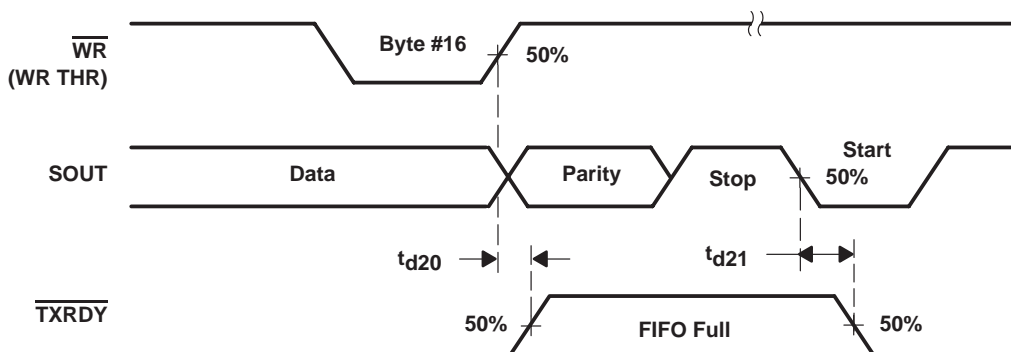 WR
(WR THR)
Byte #16
50%
SOUT
Data
Parity
Stop
Start
50%
td20
td21
TXRDY
50%
FIFO Full
50%